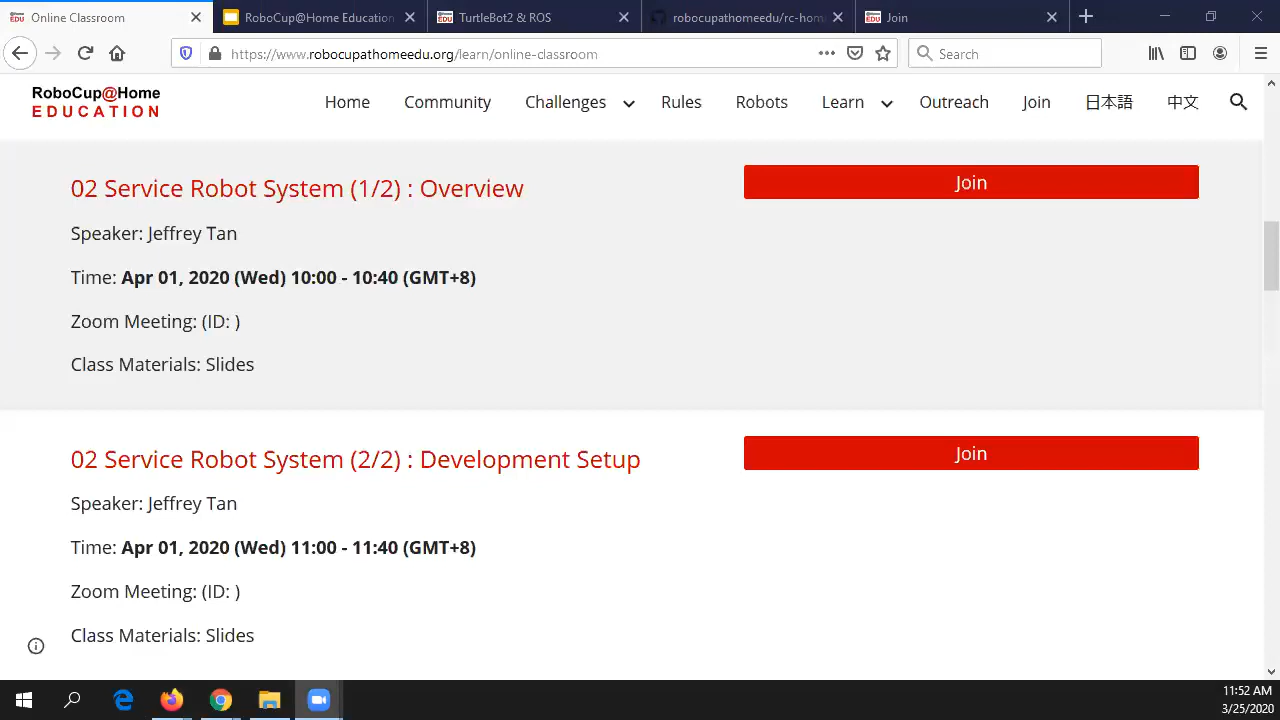 Online Classroom
RoboCup@Home Education
TurtleBot2 & ROS
robocupathomeedu/rc-hom
Join
https://www.robocupathomeedu.org/learn/online-classroom
Search
RoboCup@Home
EDUCATION
Home
Community
Challenges
Rules
Robots
Learn
Outreach
Join
日本語
中文
02 Service Robot System (1/2) : Overview
Join
Speaker: Jeffrey Tan
Time: Apr 01, 2020 (Wed) 10:00 - 10:40 (GMT+8)
Zoom Meeting: (ID: )
Class Materials: Slides
02 Service Robot System (2/2) : Development Setup
Join
Speaker: Jeffrey Tan
Time: Apr 01, 2020 (Wed) 11:00 - 11:40 (GMT+8)
Zoom Meeting: (ID: )
Class Materials: Slides
11:52 AM
3/25/2020